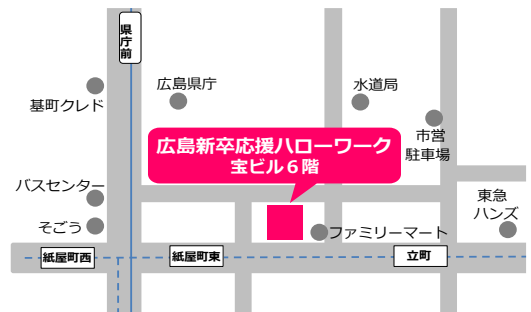 県庁前
広島県庁
水道局
基町クレド
市営
駐車場
広島新卒応援ハローワーク
宝ビル６階
バスセンター
東急
ハンズ
そごう
ファミリーマート
紙屋町西
紙屋町東
立町